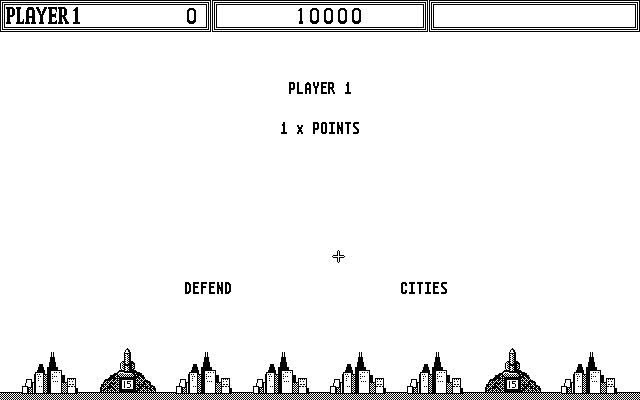 PLAYER 1 0 10000
PLAYER 1
1 x POINTS
DEFEND CITIES
15 15